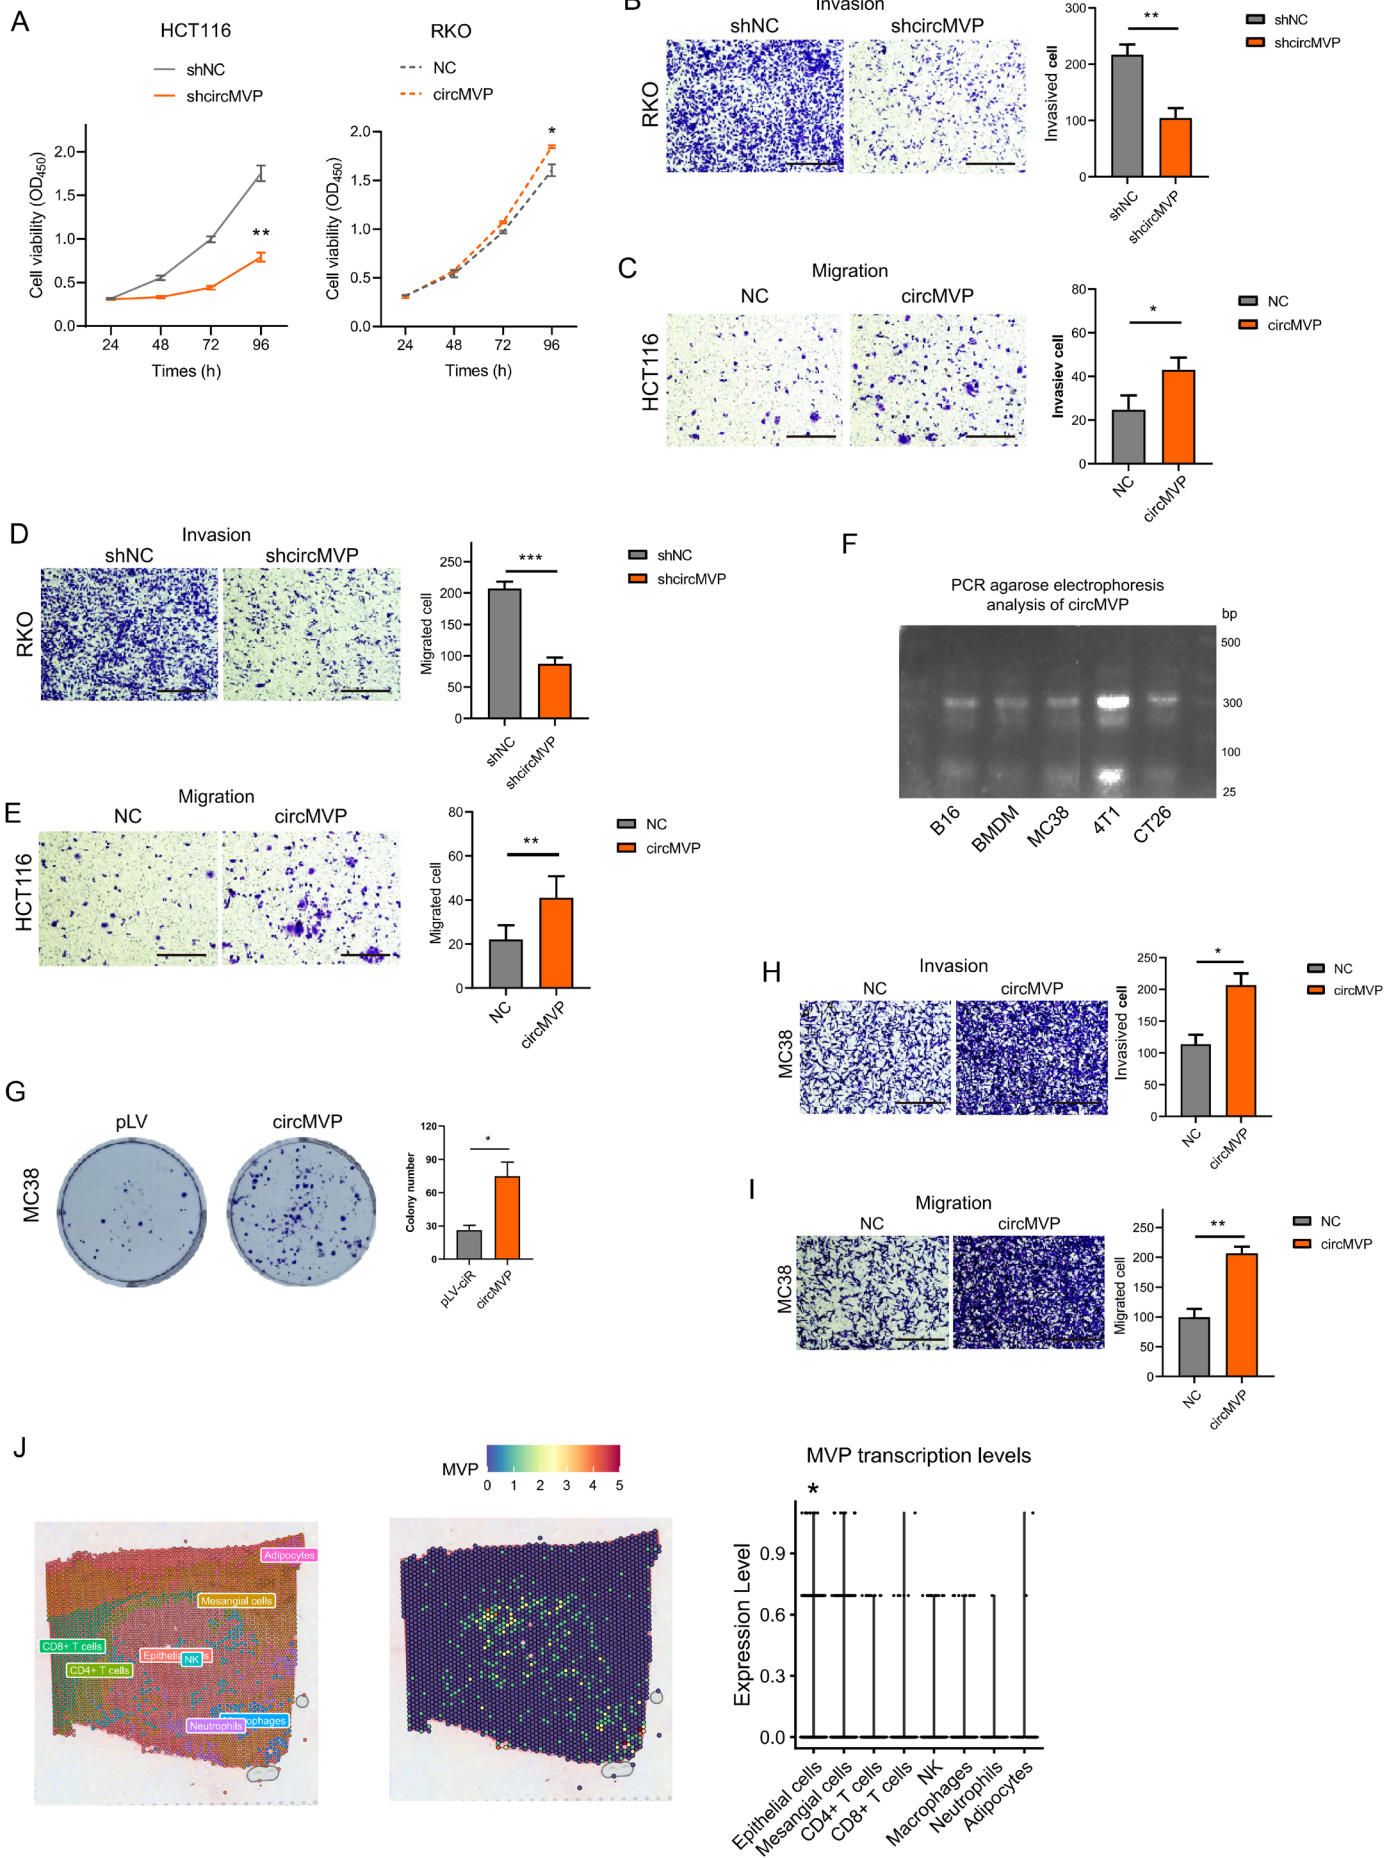 A
HCT116
shNC
shcircMVP
Cell viability (OD450)
2.0
1.5
1.0
0.5
0.0
24 48 72 96
**
Times (h)
RKO
NC
circMVP
Cell viability (OD450)
2.0
1.5
1.0
0.5
0.0
24 48 72 96
*
Times (h)
B
Invasion
shNC shcircMVP
RKO
Invasived cell
300
200
100
0
**
shNC
shcircMVP
shNC
shcircMVP
C
Migration
NC circMVP
HCT116
Invasiev cell
80
60
40
20
0
*
NC
circMVP
NC
circMVP
D
Invasion
shNC shcircMVP
RKO
Migrated cell
250
200
150
100
50
0
***
shNC
shcircMVP
shNC
shcircMVP
E
Migration
NC circMVP
HCT116
Migrated cell
80
60
40
20
0
**
NC
circMVP
NC
circMVP
F
PCR agarose electrophoresis
analysis of circMVP
bp
500
300
100
25
B16 BMDM MC38 4T1 CT26
G
pLV circMVP
MC38
Colony number
120
90
60
30
0
*
pLV-ciR
circMVP
H
Invasion
NC circMVP
MC38
Invasived cell
250
200
150
100
50
0
*
NC
circMVP
NC
circMVP
I
Migration
NC circMVP
MC38
Migrated cell
250
200
150
100
50
0
**
NC
circMVP
NC
circMVP
J
Adipocytes
Mesangial cells
CD8+ T cells
CD4+ T cells
NK
Neutrophils
MVP
0 1 2 3 4 5
MVP transcription levels
*
Expression Level
0.9
0.6
0.3
0.0
Epithelial cells
Mesangial cells
CD4+ T cells
CD8+ T cells
NK
Macrophages
Neutrophils
Adipocytes